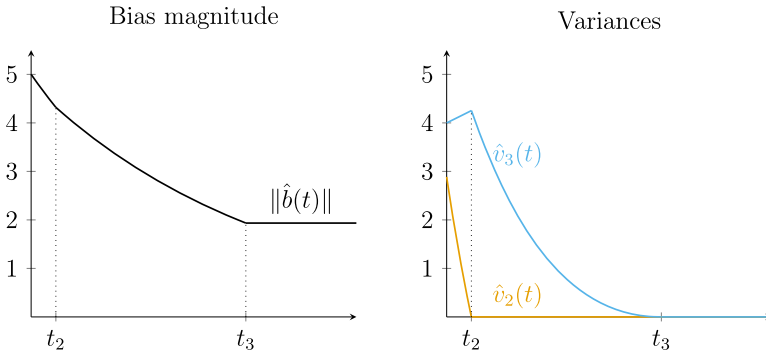 Bias magnitude
5
4
3
2
1
‖b̂(t)‖
t₂ t₃
Variances
5
4
3
2
1
v̂₃(t)
v̂₂(t)
t₂ t₃